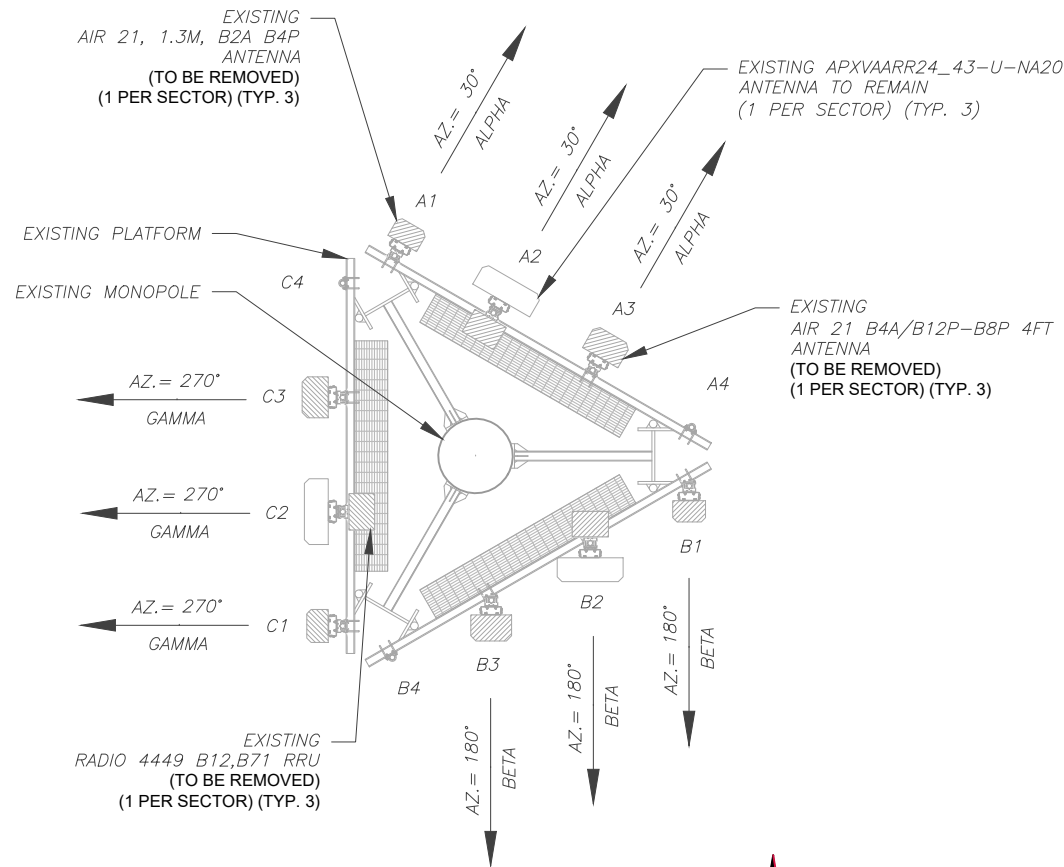 EXISTING
AIR 21, 1.3M, B2A B4P
ANTENNA
(TO BE REMOVED)
(1 PER SECTOR) (TYP. 3)
EXISTING APXVAARR24_43-U-NA20
ANTENNA TO REMAIN
(1 PER SECTOR) (TYP. 3)
AZ.= 30°
ALPHA
AZ.= 30°
ALPHA
AZ.= 30°
ALPHA
A1
A2
A3
A4
EXISTING PLATFORM
EXISTING MONOPOLE
EXISTING
AIR 21 B4A/B12P-B8P 4FT
ANTENNA
(TO BE REMOVED)
(1 PER SECTOR) (TYP. 3)
C4
AZ.= 270°
GAMMA
C3
AZ.= 270°
GAMMA
C2
AZ.= 270°
GAMMA
C1
B1
B2
B3
B4
AZ.= 180°
BETA
AZ.= 180°
BETA
AZ.= 180°
BETA
EXISTING
RADIO 4449 B12,B71 RRU
(TO BE REMOVED)
(1 PER SECTOR) (TYP. 3)